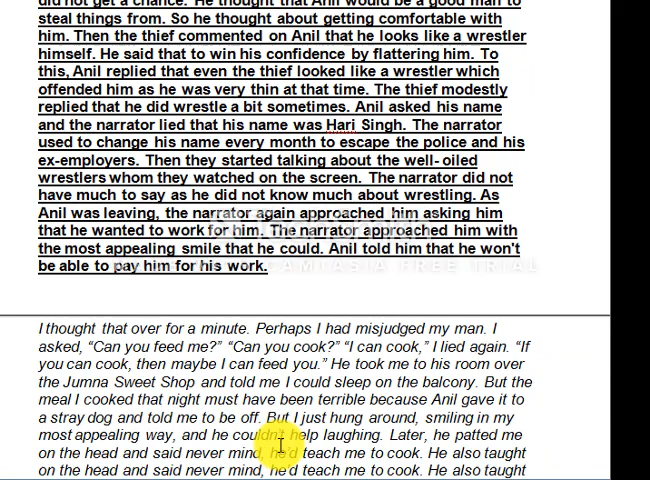 did not get a chance. He thought that Anil would be a good man to
steal things from. So he thought about getting comfortable with
him. Then the thief commented on Anil that he looks like a wrestler
himself. He said that to win his confidence by flattering him. To
this, Anil replied that even the thief looked like a wrestler which
offended him as he was very thin at that time. The thief modestly
replied that he did wrestle a bit sometimes. Anil asked his name
and the narrator lied that his name was Hari Singh. The narrator
used to change his name every month to escape the police and his
ex-employers. Then they started talking about the well- oiled
wrestlers whom they watched on the screen. The narrator did not
have much to say as he did not know much about wrestling. As
Anil was leaving, the narrator again approached him asking him
that he wanted to work for him. The narrator approached him with
the most appealing smile that he could. Anil told him that he won't
be able to pay him for his work.
CAMTASIA FREE TRIAL
I thought that over for a minute. Perhaps I had misjudged my man. I
asked, “Can you feed me?” “Can you cook?” “I can cook,” I lied again. “If
you can cook, then maybe I can feed you.” He took me to his room over
the Jumna Sweet Shop and told me I could sleep on the balcony. But the
meal I cooked that night must have been terrible because Anil gave it to
a stray dog and told me to be off. But I just hung around, smiling in my
most appealing way, and he couldn't help laughing. Later, he patted me
on the head and said never mind, he'd teach me to cook. He also taught
on the head and said never mind, he'd teach me to cook. He also taught